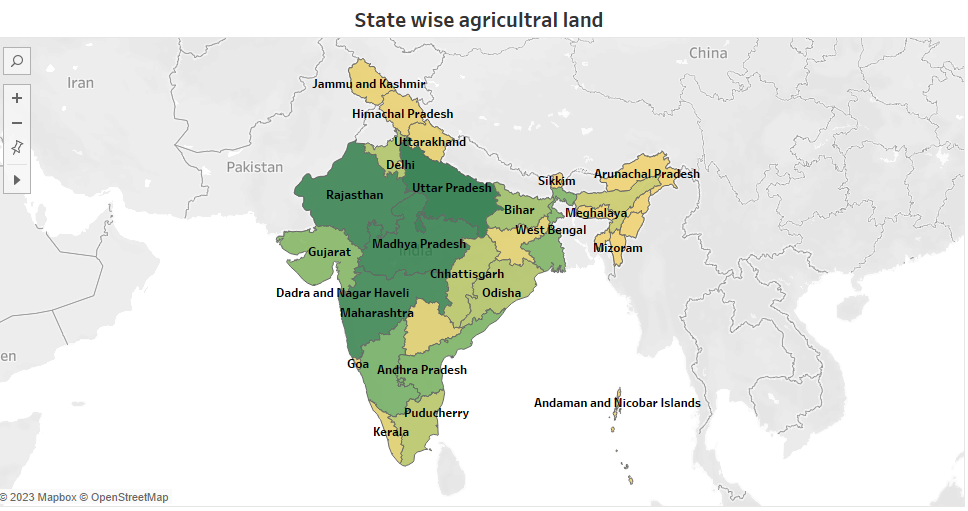 State wise agricultral land
China
Iran
Jammu and Kashmir
Himachal Pradesh
Uttarakhand
Pakistan
Delhi
Arunachal Pradesh
Sikkim
Uttar Pradesh
Rajasthan
Bihar
Meghalaya
West Bengal
Madhya Pradesh
Mizoram
India
Gujarat
Chhattisgarh
Dadra and Nagar Haveli
Odisha
Maharashtra
en
Goa
Andhra Pradesh
Andaman and Nicobar Islands
Puducherry
Kerala
© 2023 Mapbox © OpenStreetMap